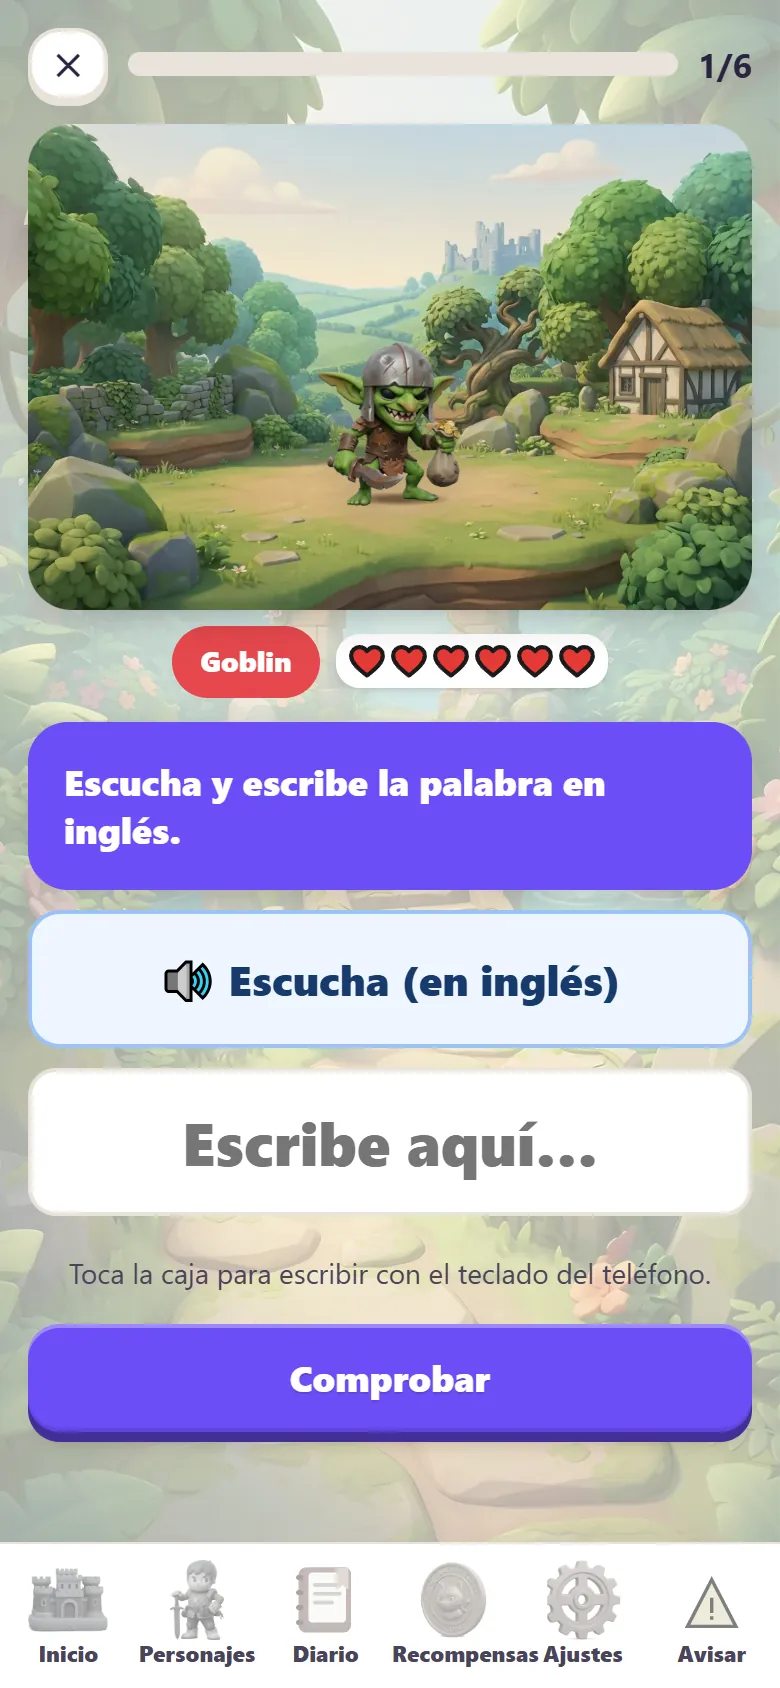 1/6
Goblin
Escucha y escribe la palabra en
inglés.
Escucha (en inglés)
Escribe aquí...
Toca la caja para escribir con el teclado del teléfono.
Comprobar
Inicio
Personajes
Diario
Recompensas
Ajustes
Avisar